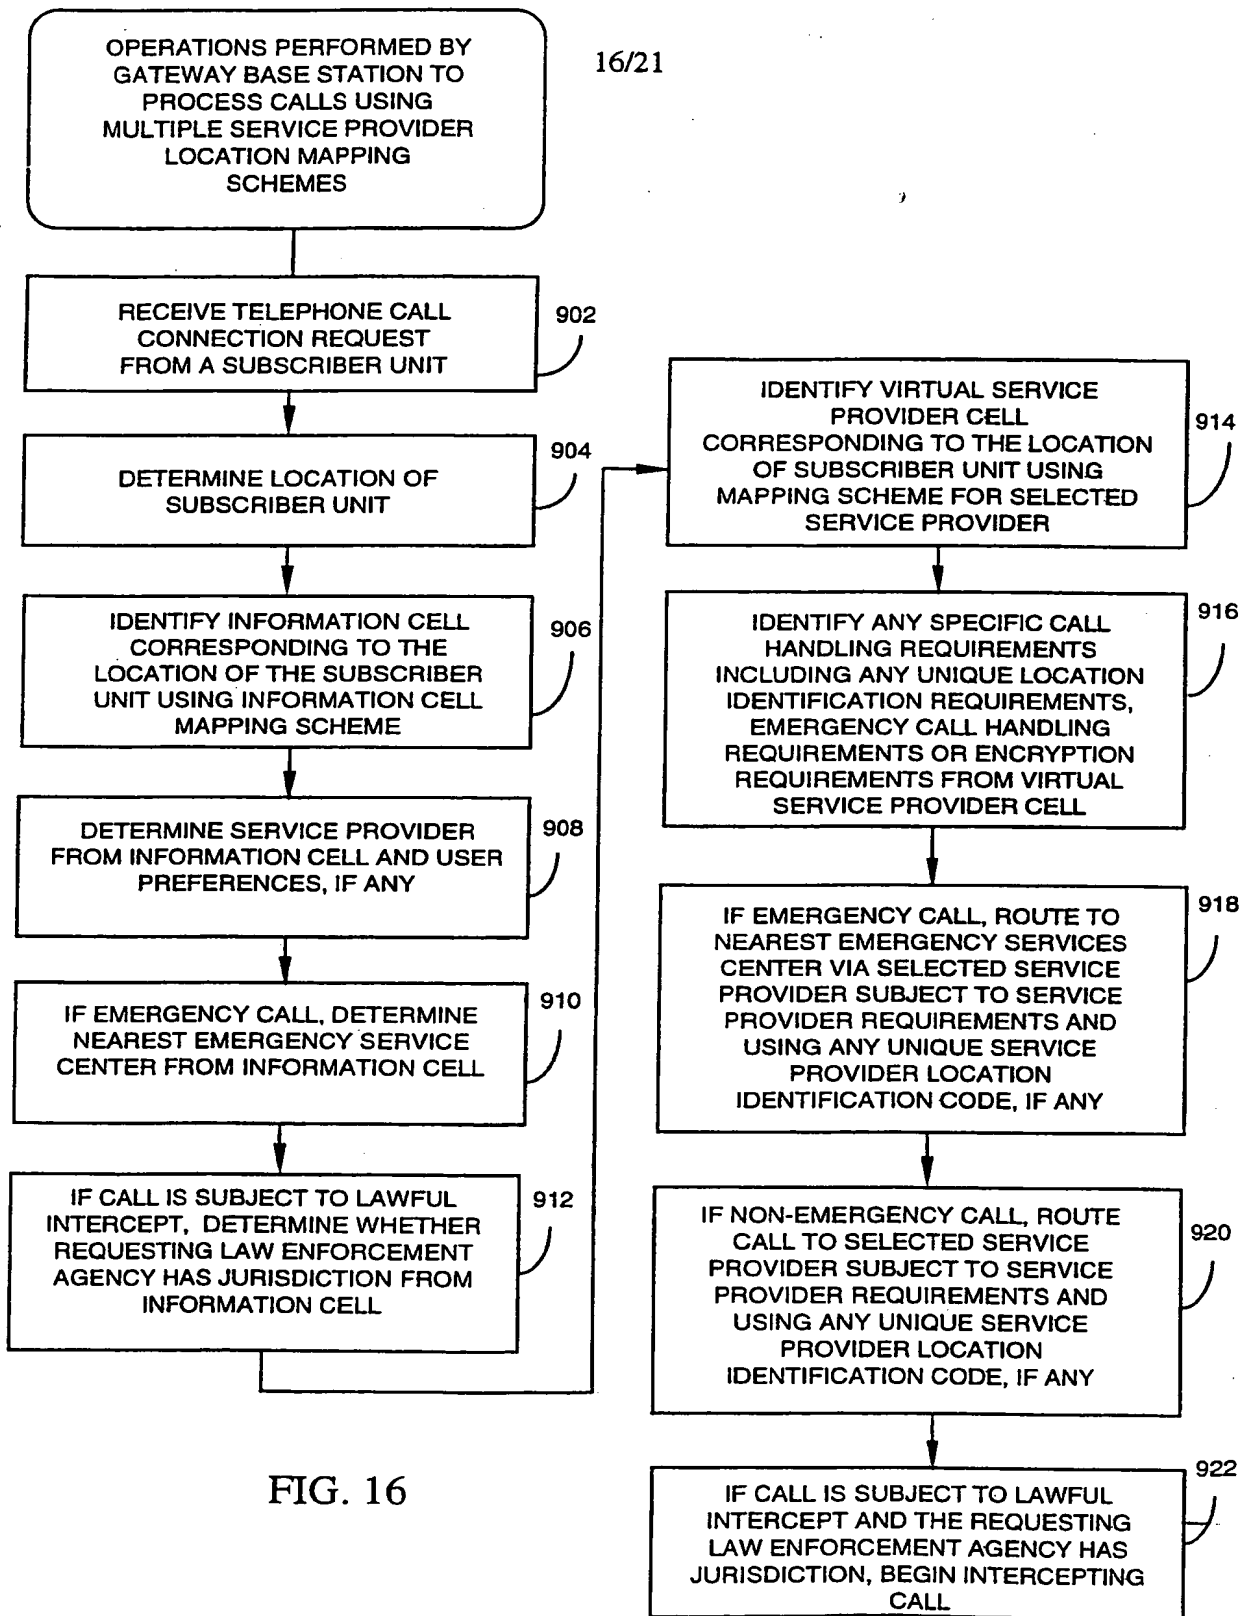 OPERATIONS PERFORMED BY
GATEWAY BASE STATION TO
PROCESS CALLS USING
MULTIPLE SERVICE PROVIDER
LOCATION MAPPING
SCHEMES
16/21
RECEIVE TELEPHONE CALL
CONNECTION REQUEST
FROM A SUBSCRIBER UNIT
902
DETERMINE LOCATION OF
SUBSCRIBER UNIT
904
IDENTIFY INFORMATION CELL
CORRESPONDING TO THE
LOCATION OF THE SUBSCRIBER
UNIT USING INFORMATION CELL
MAPPING SCHEME
906
DETERMINE SERVICE PROVIDER
FROM INFORMATION CELL AND USER
PREFERENCES, IF ANY
908
IF EMERGENCY CALL, DETERMINE
NEAREST EMERGENCY SERVICE
CENTER FROM INFORMATION CELL
910
IF CALL IS SUBJECT TO LAWFUL
INTERCEPT, DETERMINE WHETHER
REQUESTING LAW ENFORCEMENT
AGENCY HAS JURISDICTION FROM
INFORMATION CELL
912
IDENTIFY VIRTUAL SERVICE
PROVIDER CELL
CORRESPONDING TO THE LOCATION
OF SUBSCRIBER UNIT USING
MAPPING SCHEME FOR SELECTED
SERVICE PROVIDER
914
IDENTIFY ANY SPECIFIC CALL
HANDLING REQUIREMENTS
INCLUDING ANY UNIQUE LOCATION
IDENTIFICATION REQUIREMENTS,
EMERGENCY CALL HANDLING
REQUIREMENTS OR ENCRYPTION
REQUIREMENTS FROM VIRTUAL
SERVICE PROVIDER CELL
916
IF EMERGENCY CALL, ROUTE TO
NEAREST EMERGENCY SERVICES
CENTER VIA SELECTED SERVICE
PROVIDER SUBJECT TO SERVICE
PROVIDER REQUIREMENTS AND
USING ANY UNIQUE SERVICE
PROVIDER LOCATION
IDENTIFICATION CODE, IF ANY
918
IF NON-EMERGENCY CALL, ROUTE
CALL TO SELECTED SERVICE
PROVIDER SUBJECT TO SERVICE
PROVIDER REQUIREMENTS AND
USING ANY UNIQUE SERVICE
PROVIDER LOCATION
IDENTIFICATION CODE, IF ANY
920
IF CALL IS SUBJECT TO LAWFUL
INTERCEPT AND THE REQUESTING
LAW ENFORCEMENT AGENCY HAS
JURISDICTION, BEGIN INTERCEPTING
CALL
922
FIG. 16